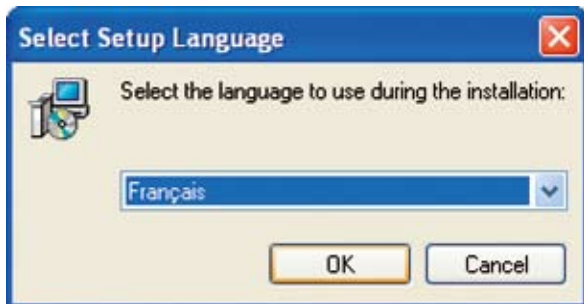 Select Setup Language
Select the language to use during the installation:
Français
OK
Cancel